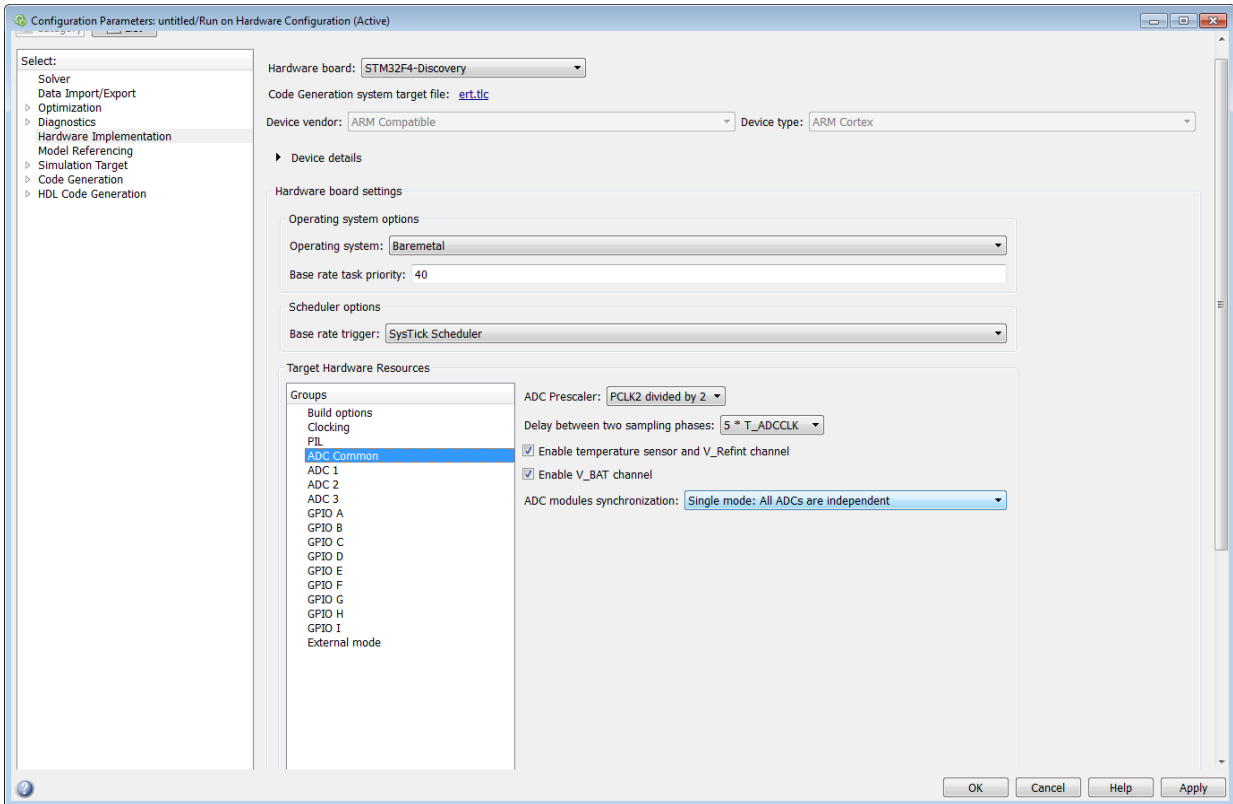 Configuration Parameters: untitled/Run on Hardware Configuration (Active)
Select:
Solver
Data Import/Export
Optimization
Diagnostics
Hardware Implementation
Model Referencing
Simulation Target
Code Generation
HDL Code Generation
Hardware board: STM32F4-Discovery
Code Generation system target file: ert.tlc
Device vendor: ARM Compatible Device type: ARM Cortex
Device details
Hardware board settings
Operating system options
Operating system: Baremetal
Base rate task priority: 40
Scheduler options
Base rate trigger: SysTick Scheduler
Target Hardware Resources
Groups
Build options
Clocking
PIL
ADC Common
ADC 1
ADC 2
ADC 3
GPIO A
GPIO B
GPIO C
GPIO D
GPIO E
GPIO F
GPIO G
GPIO H
GPIO I
External mode
ADC Prescaler: PCLK2 divided by 2
Delay between two sampling phases: 5 * T_ADCCLK
Enable temperature sensor and V_Refint channel
Enable V_BAT channel
ADC modules synchronization: Single mode: All ADCs are independent
OK Cancel Help Apply